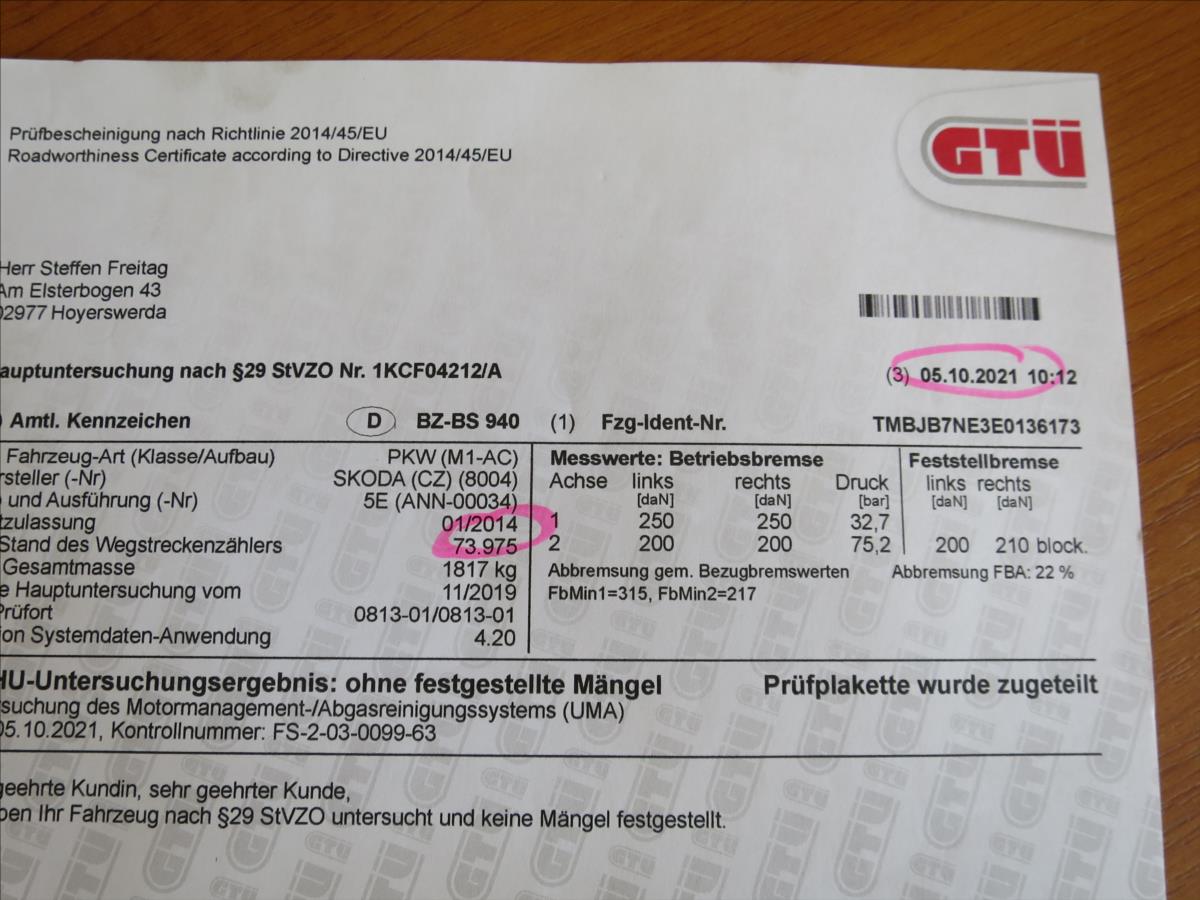 Prüfbescheinigung nach Richtlinie 2014/45/EU
Roadworthiness Certificate according to Directive 2014/45/EU
GTÜ
Herr Steffen Freitag
Am Elsterbogen 43
02977 Hoyerswerda
auptuntersuchung nach §29 StVZO Nr. 1KCF04212/A
(3) 05.10.2021 10:12
) Amtl. Kennzeichen D BZ-BS 940 (1) Fzg-Ident-Nr. TMBJB7NE3E0136173
Fahrzeug-Art (Klasse/Aufbau) PKW (M1-AC) Messwerte: Betriebsbremse Feststellbremse
rsteller (-Nr) SKODA (CZ) (8004) Achse links rechts Druck links rechts
und Ausführung (-Nr) 5E (ANN-00034) [daN] [daN] [bar] [daN] [daN]
tzulassung 01/2014 1 250 250 32,7
Stand des Wegstreckenzählers 73.975 2 200 200 75,2 200 210 block.
Gesamtmasse 1817 kg Abbremsung gem. Bezugbremswerten Abbremsung FBA: 22 %
e Hauptuntersuchung vom 11/2019 FbMin1=315, FbMin2=217
Prüfort 0813-01/0813-01
ion Systemdaten-Anwendung 4.20
HU-Untersuchungsergebnis: ohne festgestellte Mängel Prüfplakette wurde zugeteilt
rsuchung des Motormanagement-/Abgasreinigungssystems (UMA)
05.10.2021, Kontrollnummer: FS-2-03-0099-63
geehrte Kundin, sehr geehrter Kunde,
ben Ihr Fahrzeug nach §29 StVZO untersucht und keine Mängel festgestellt.